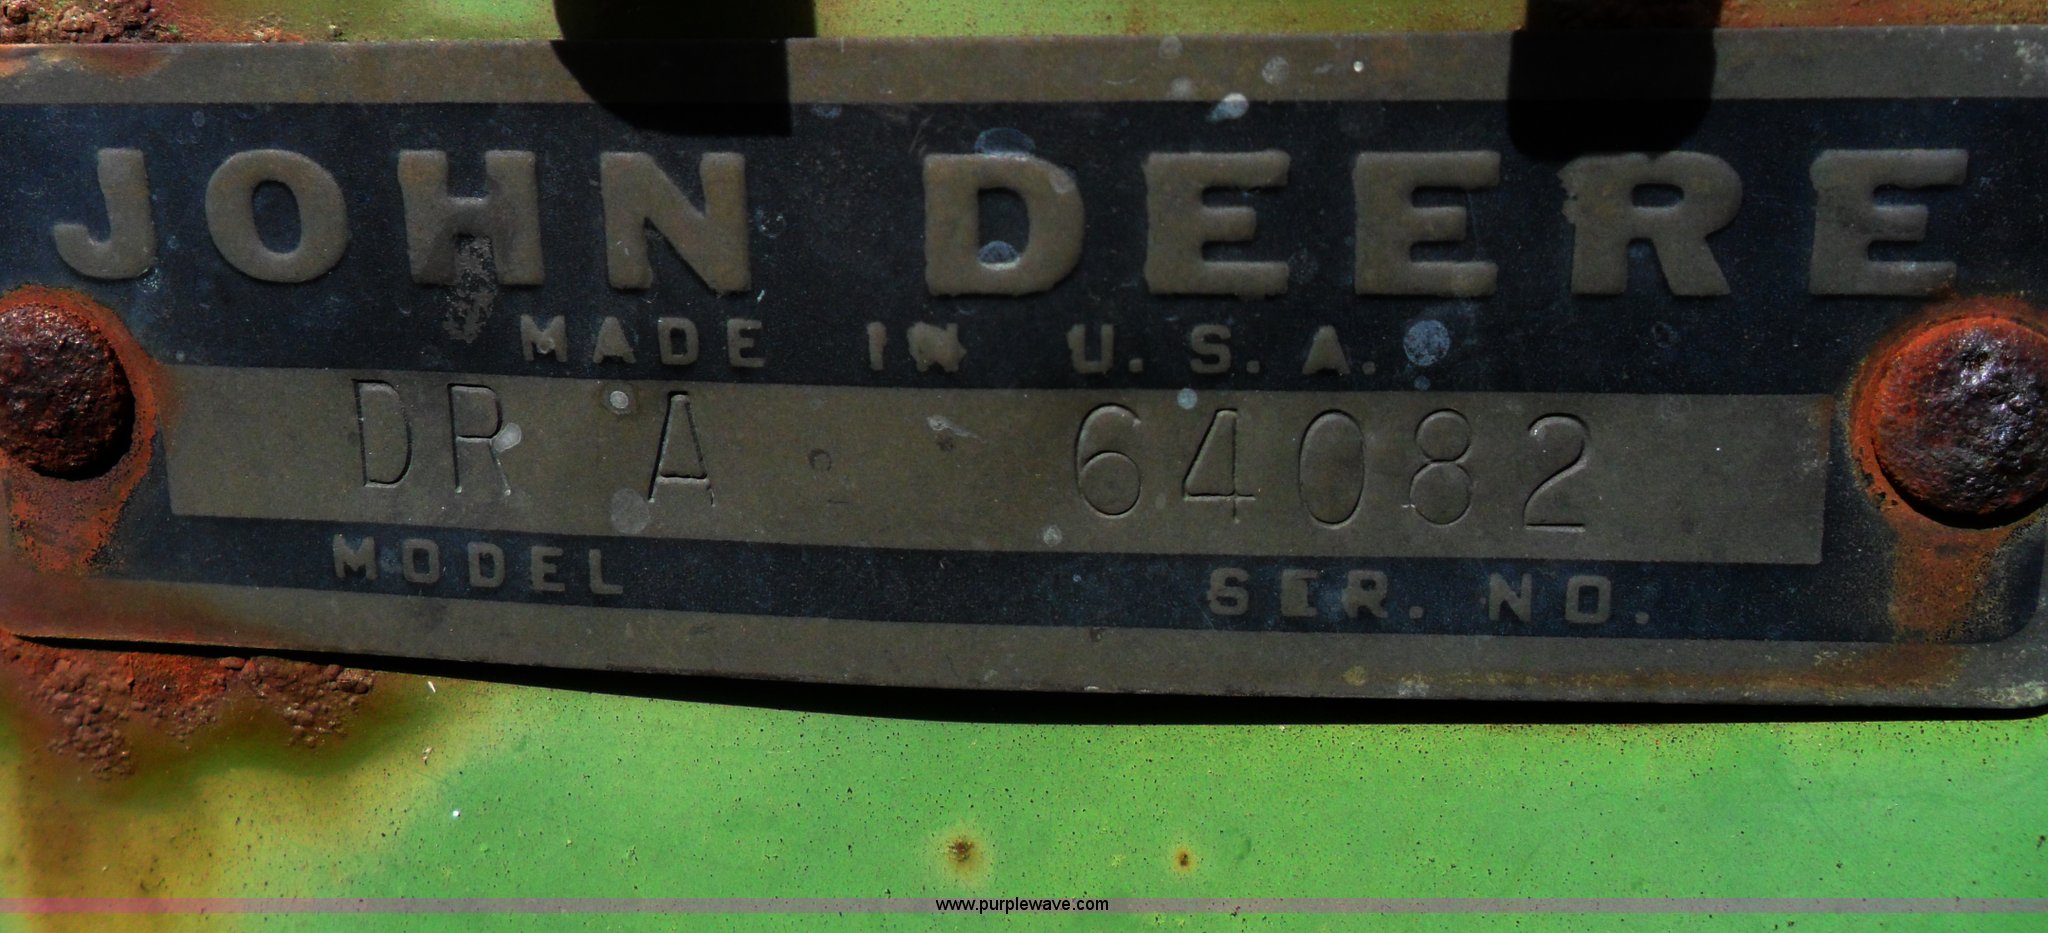 JOHN DEERE
MADE IN U.S.A.
DR A 64082
MODEL SER. NO.
www.purplewave.com